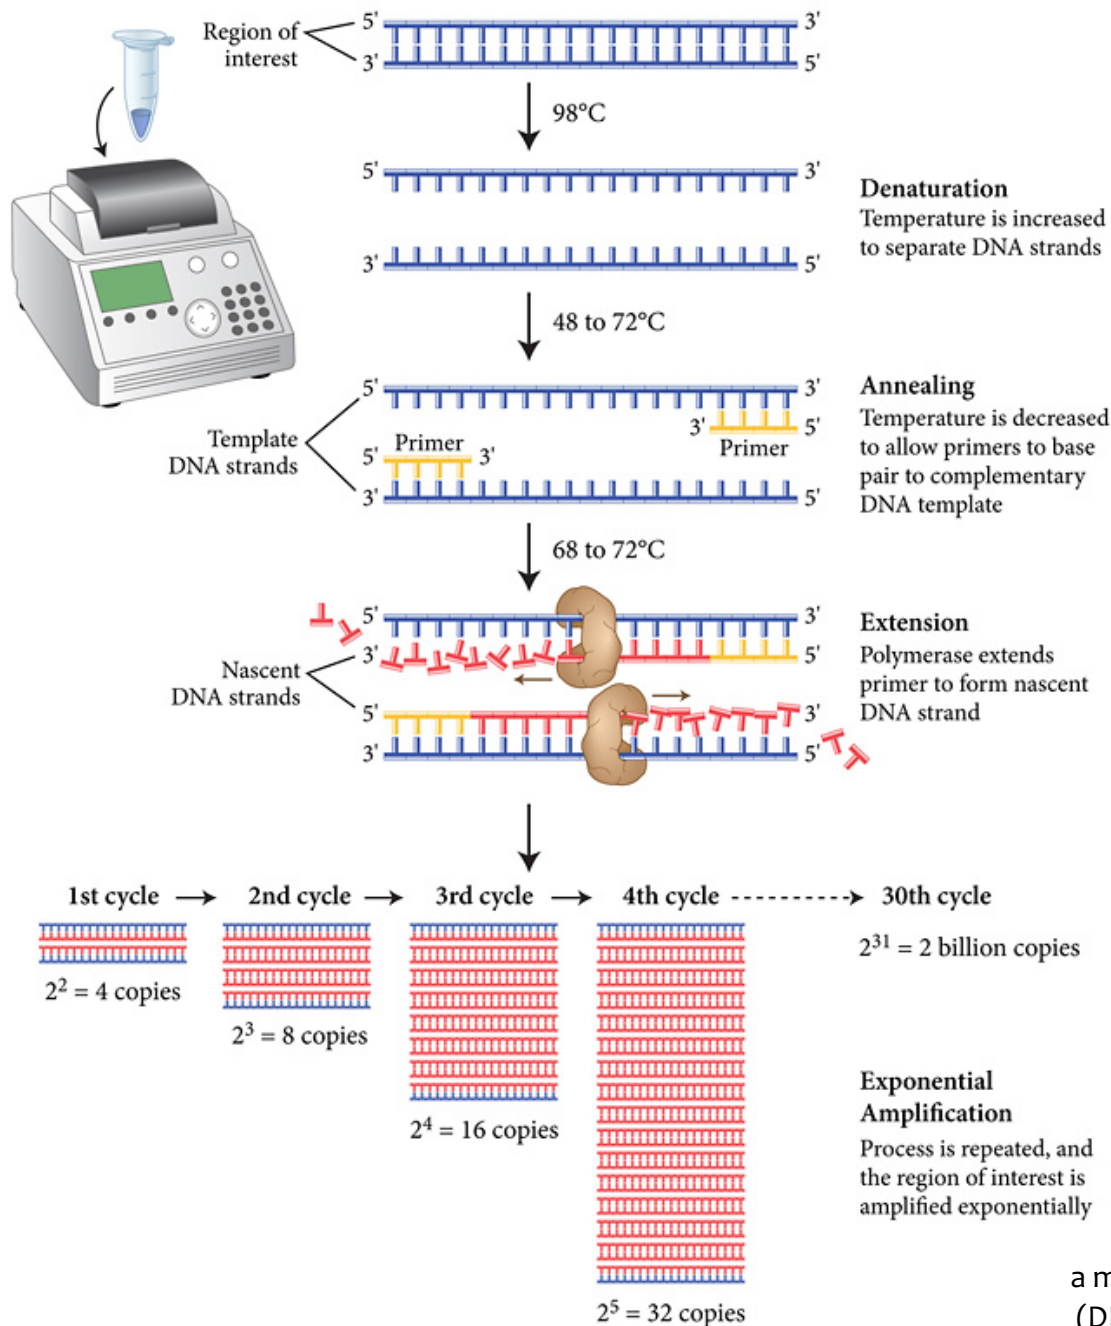 5' 3'
Region of
interest
3' 5'
98°C
5' 3'
3' 5'
Denaturation
Temperature is increased
to separate DNA strands
48 to 72°C
5' 3'
3' 5'
Primer
Template
DNA strands
Primer
5' 3'
3' 5'
Annealing
Temperature is decreased
to allow primers to base
pair to complementary
DNA template
68 to 72°C
5' 3'
3' 5'
Nascent
DNA strands
5' 3'
3' 5'
Extension
Polymerase extends
primer to form nascent
DNA strand
1st cycle 2nd cycle 3rd cycle 4th cycle 30th cycle
2² = 4 copies
2³ = 8 copies
2⁴ = 16 copies
2⁵ = 32 copies
2³¹ = 2 billion copies
Exponential
Amplification
Process is repeated, and
the region of interest is
amplified exponentially
a m
(D